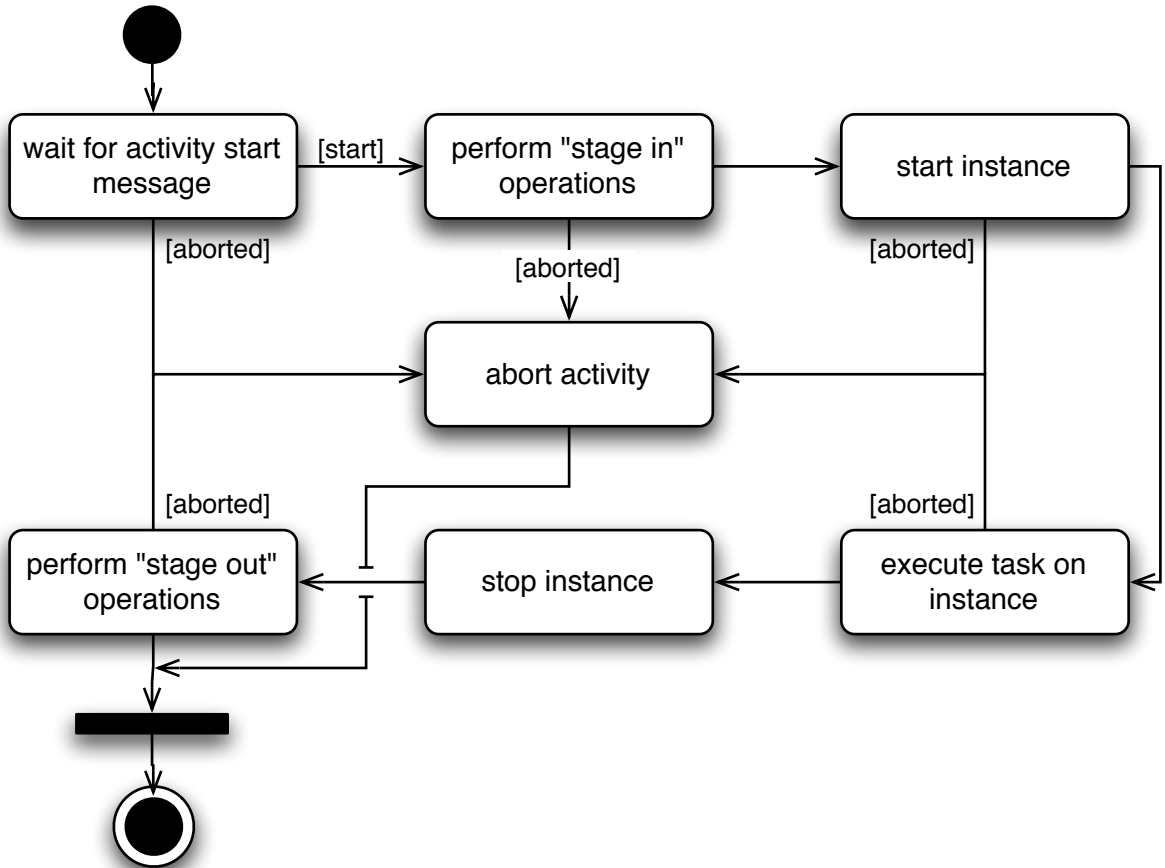 wait for activity start
message
[start]
perform "stage in"
operations
start instance
[aborted]
[aborted]
[aborted]
abort activity
[aborted]
[aborted]
perform "stage out"
operations
stop instance
execute task on
instance